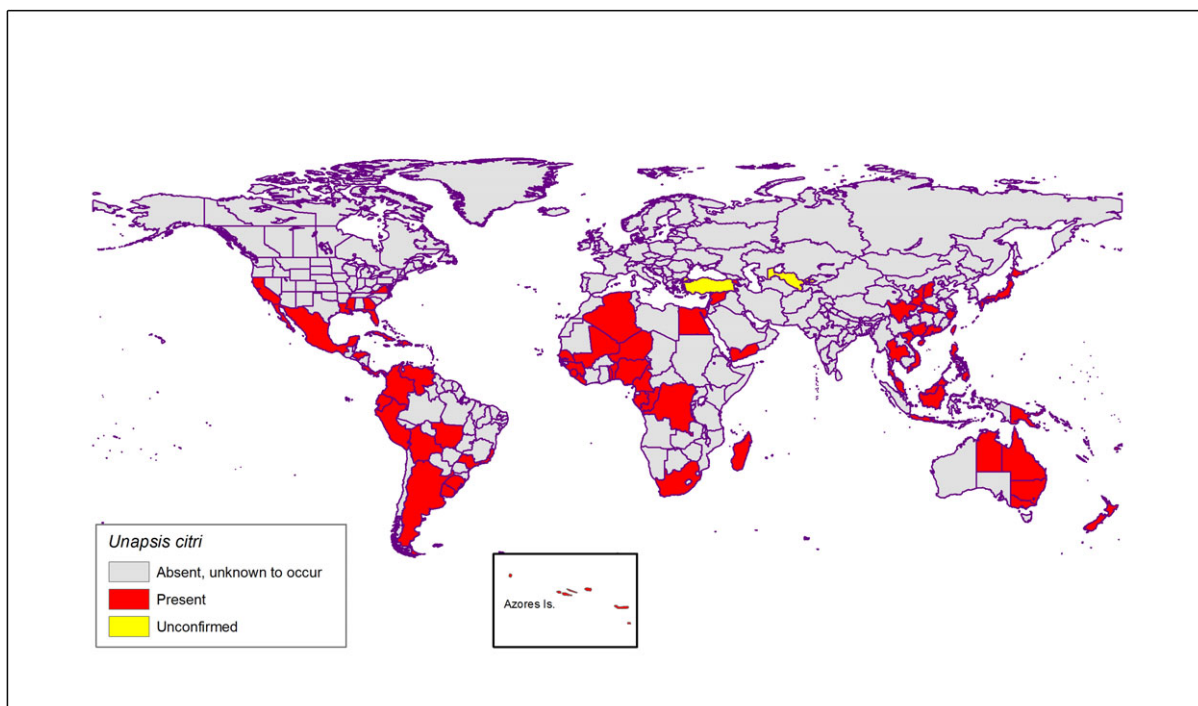 Unapsis citri
Absent, unknown to occur
Present
Unconfirmed
Azores Is.